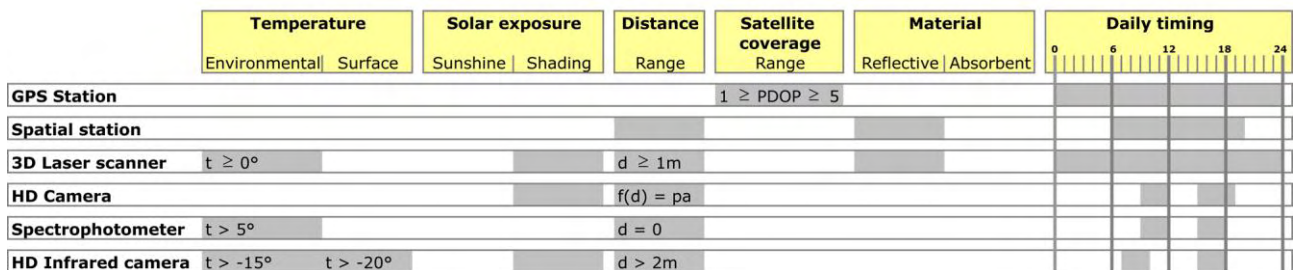 Temperature Solar exposure Distance Satellite coverage Material Daily timing
Environmental Surface Sunshine Shading Range Range Reflective Absorbent 0 6 12 18 24
GPS Station 1 ≥ PDOP ≥ 5
Spatial station
3D Laser scanner t ≥ 0° d ≥ 1m
HD Camera f(d) = pa
Spectrophotometer t > 5° d = 0
HD Infrared camera t > -15° t > -20° d > 2m